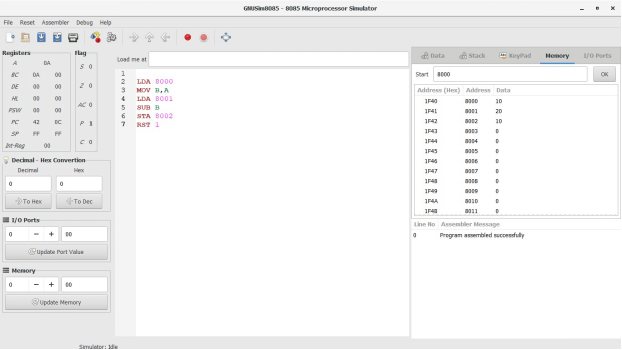 GNUSim8085 - 8085 Microprocessor Simulator
File Reset Assembler Debug Help
Registers
A 0A
BC 0A 00
DE 00 00
HL 00 00
PSW 00 00
PC 42 0C
SP FF FF
Int-Reg 00
Flag
S 0
Z 0
AC 0
P 1
C 0
Decimal - Hex Convertion
Decimal Hex
0 0
To Hex To Dec
I/O Ports
0 - + 00
Update Port Value
Memory
0 - + 00
Update Memory
Load me at
1
2 LDA 8000
3 MOV B,A
4 LDA 8001
5 SUB B
6 STA 8002
7 RST 1
Data Stack KeyPad Memory I/O Ports
Start 8000 OK
Address (Hex) Address Data
1F40 8000 10
1F41 8001 20
1F42 8002 10
1F43 8003 0
1F44 8004 0
1F45 8005 0
1F46 8006 0
1F47 8007 0
1F48 8008 0
1F49 8009 0
1F4A 8010 0
1F4B 8011 0
Line No Assembler Message
0 Program assembled successfully
Simulator: Idle